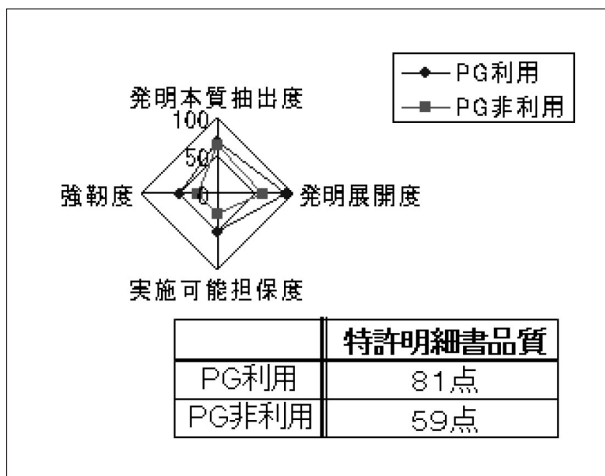 PG利用
PG非利用
発明本質抽出度
100
50
0
強靭度
発明展開度
実施可能担保度
特許明細書品質
PG利用 81点
PG非利用 59点